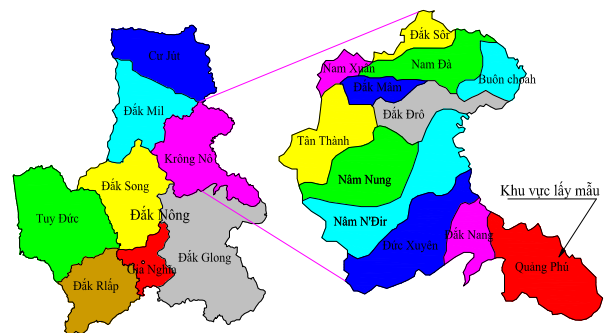 Cư Jut
Đắk Mil
Krông Nô
Đắk Song
Tuy Đức
Đắk Nông
Gia Nghĩa
Đắk Glong
Đắk Rlấp
Đắk Sôr
Nam Xuân
Nam Đà
Buôn choah
Đắk Mâm
Đắk Đrô
Tân Thành
Nâm Nung
Nâm N'Đir
Đức Xuyên
Đắk Nang
Quảng Phú
Khu vực lấy mẫu